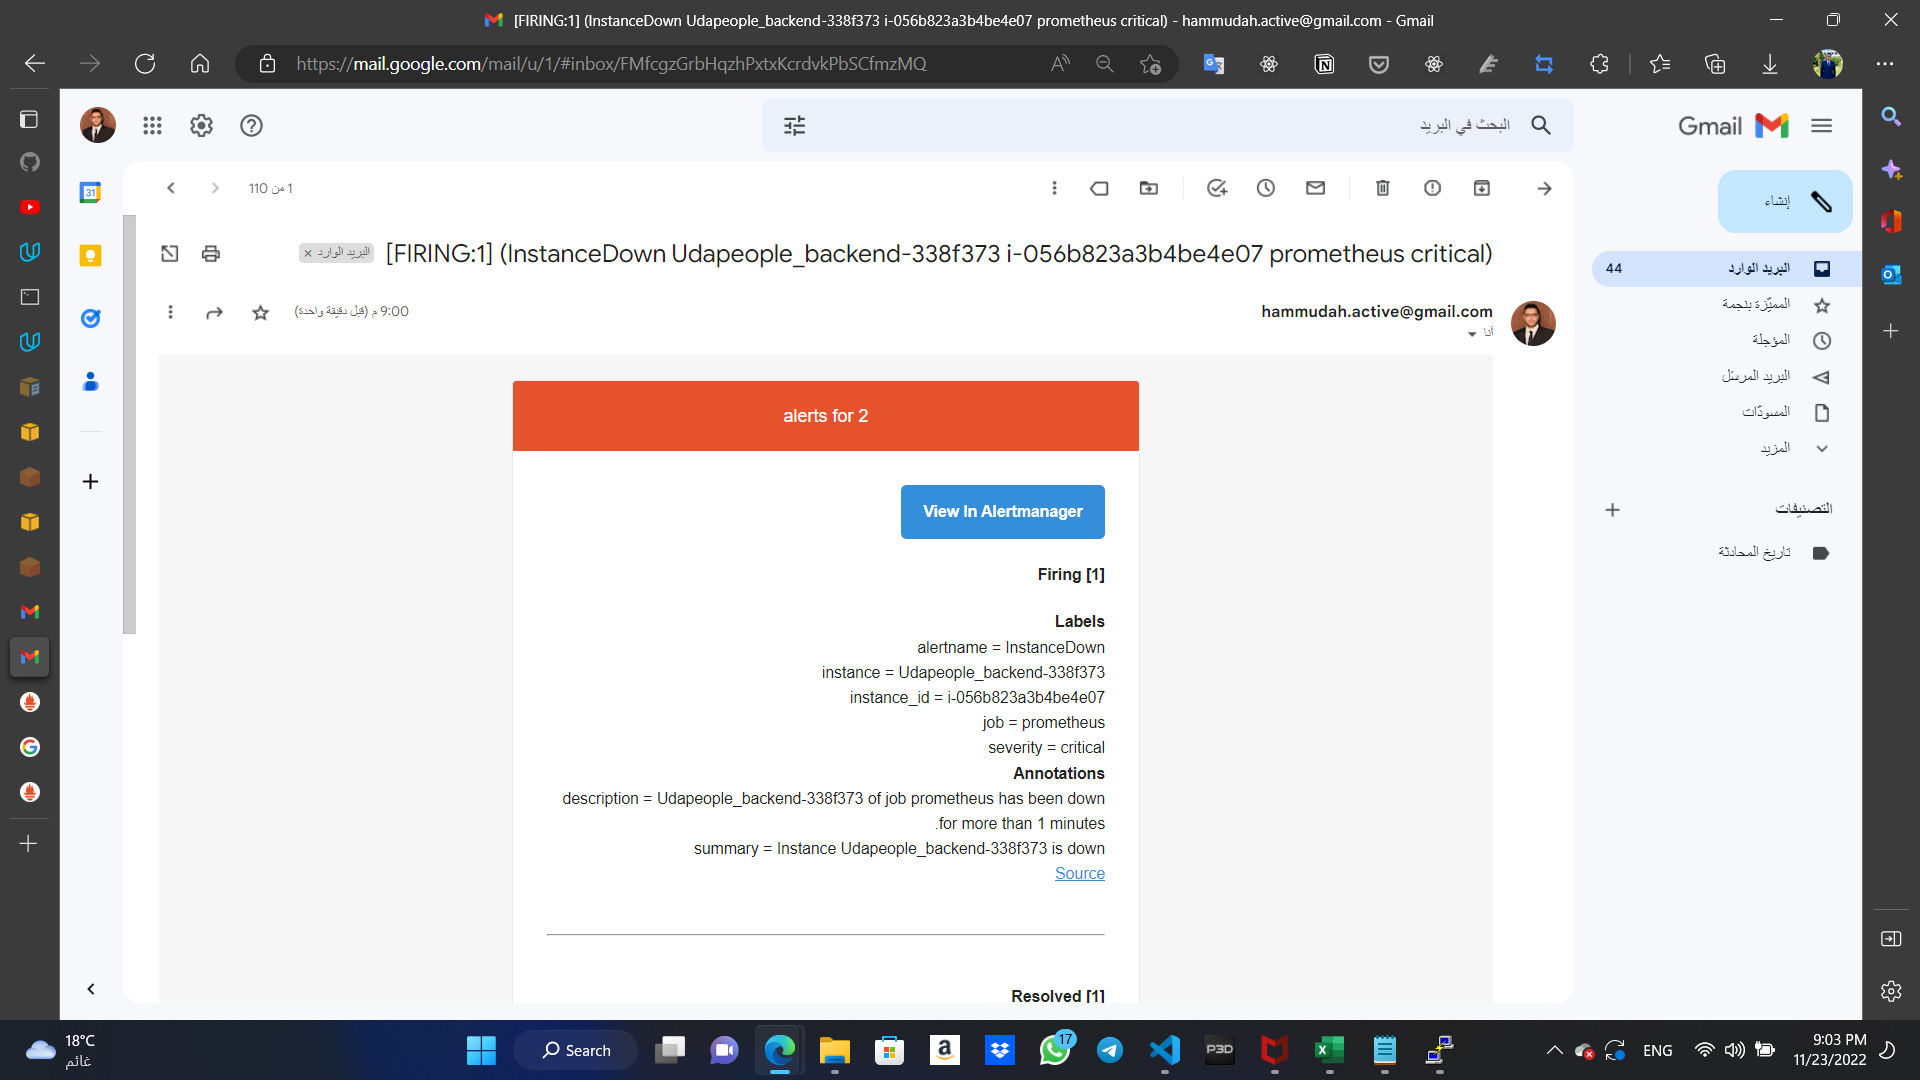 [FIRING:1] (InstanceDown Udapeople_backend-338f373 i-056b823a3b4be4e07 prometheus critical) - hammudah.active@gmail.com - Gmail
https://mail.google.com/mail/u/1/#inbox/FMfcgzGrbHqzhPxtxKcrdvkPbSCfmzMQ
Gmail
البحث في البريد
1 من 110
إنشاء
البريد الوارد
44
المميّزة بنجمة
المؤجلة
البريد المرسَل
المسودّات
المزيد
التصنيفات
تاريخ المحادثة
[FIRING:1] (InstanceDown Udapeople_backend-338f373 i-056b823a3b4be4e07 prometheus critical)
البريد الوارد ×
hammudah.active@gmail.com
9:00 م (قبل دقيقة واحدة)
أنا
alerts for 2
View In Alertmanager
Firing [1]
Labels
alertname = InstanceDown
instance = Udapeople_backend-338f373
instance_id = i-056b823a3b4be4e07
job = prometheus
severity = critical
Annotations
description = Udapeople_backend-338f373 of job prometheus has been down
.for more than 1 minutes
summary = Instance Udapeople_backend-338f373 is down
Source
Resolved [1]
31
18°C
غائم
Search
17
P3D
ENG
9:03 PM
11/23/2022